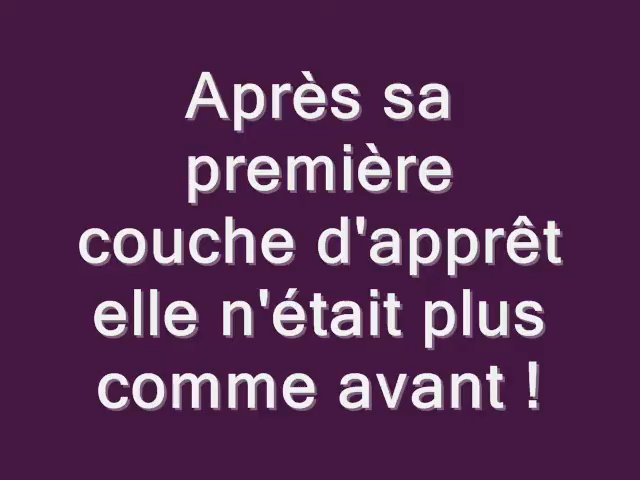 Après sa
première
couche d'apprêt
elle n'était plus
comme avant !